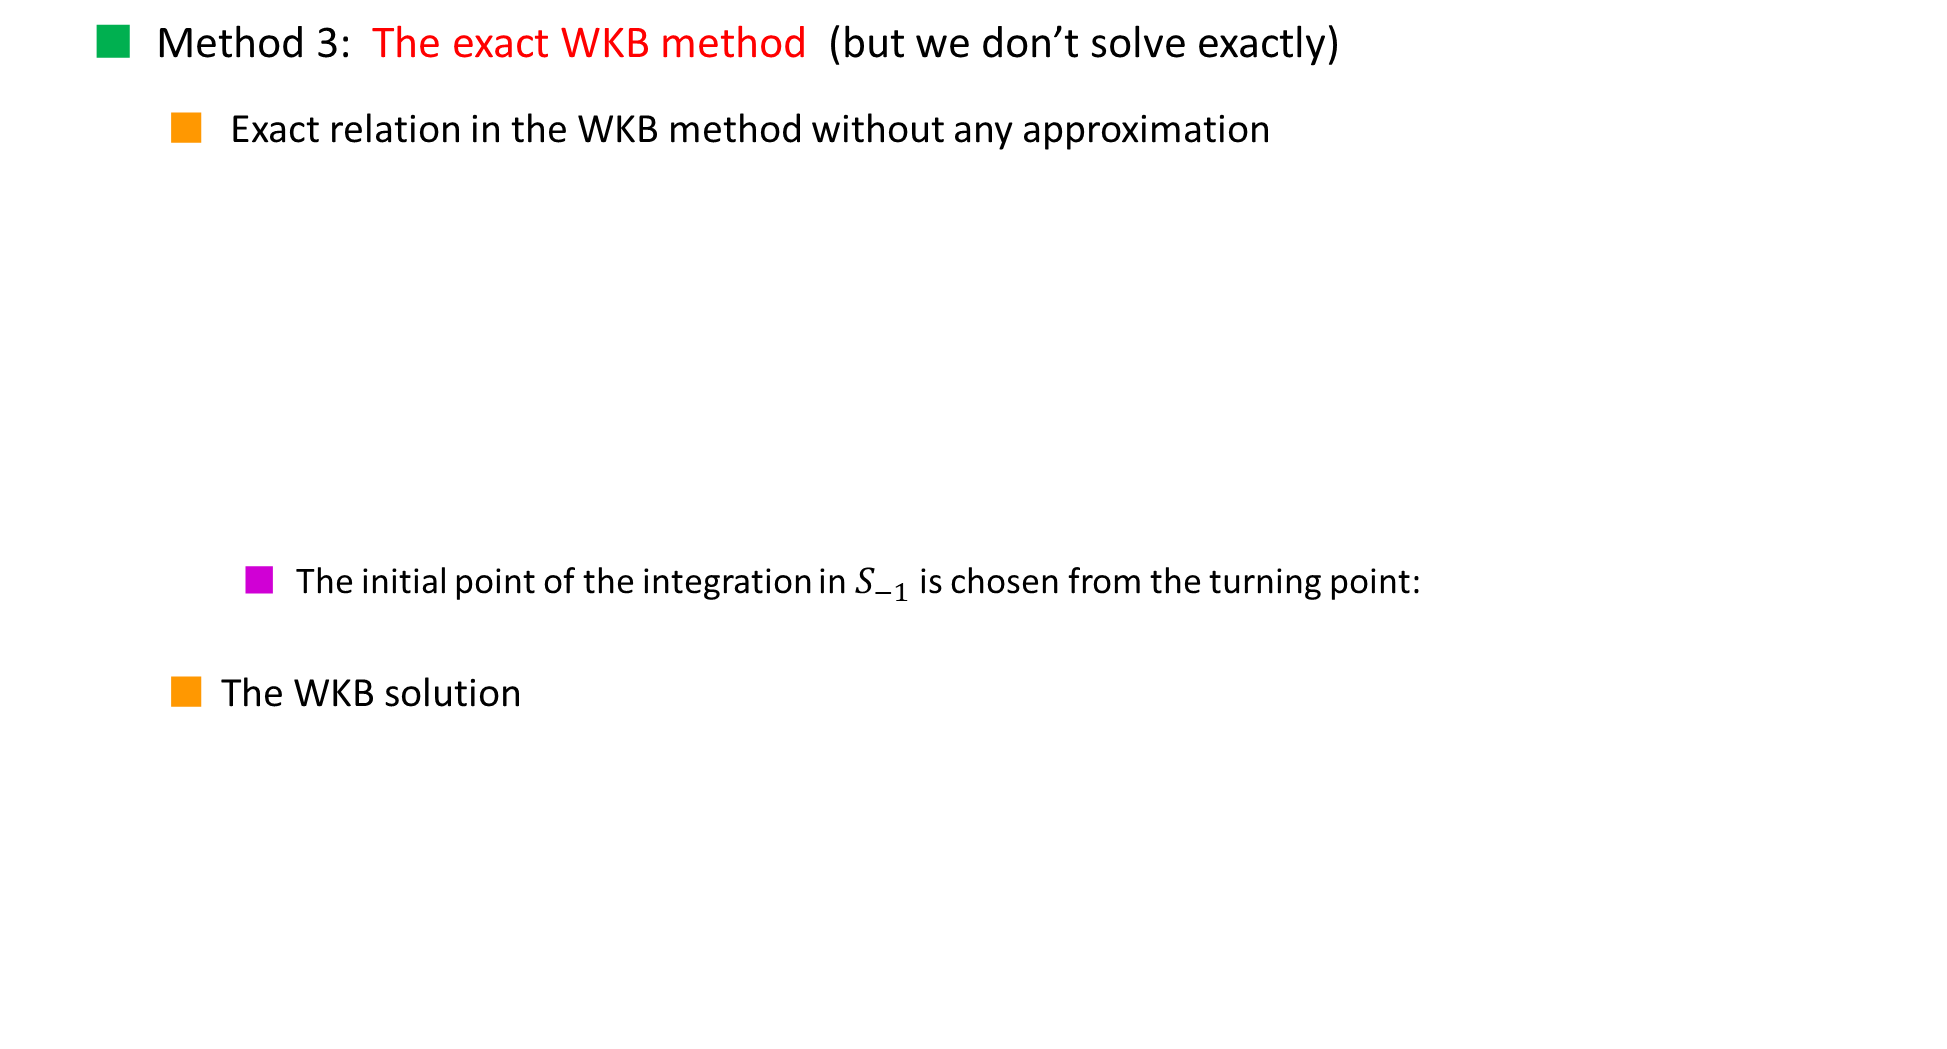 Method 3: The exact WKB method (but we don’t solve exactly)
Exact relation in the WKB method without any approximation
The initial point of the integration in S₋₁ is chosen from the turning point:
The WKB solution